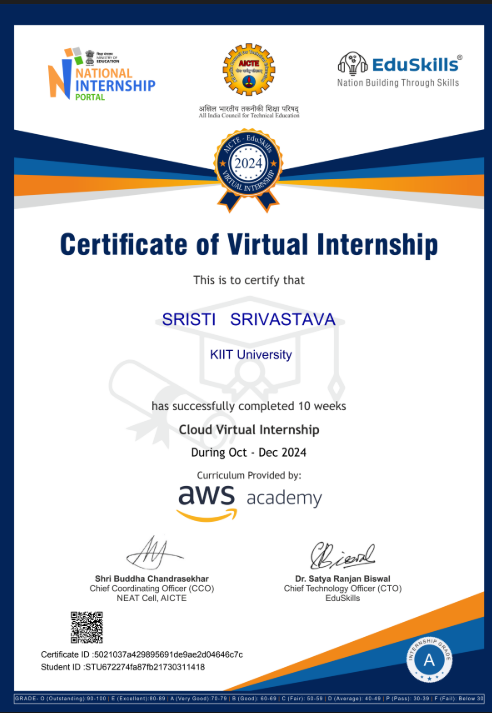 शिक्षा मंत्रालय
MINISTRY OF
EDUCATION
NATIONAL
INTERNSHIP
PORTAL
AICTE
अखिल भारतीय तकनीकी शिक्षा परिषद्
All India Council for Technical Education
EduSkills®
Nation Building Through Skills
AICTE - EduSkills
2024
VIRTUAL INTERNSHIP
Certificate of Virtual Internship
This is to certify that
SRISTI SRIVASTAVA
KIIT University
has successfully completed 10 weeks
Cloud Virtual Internship
During Oct - Dec 2024
Curriculum Provided by:
aws academy
Shri Buddha Chandrasekhar
Chief Coordinating Officer (CCO)
NEAT Cell, AICTE
Dr. Satya Ranjan Biswal
Chief Technology Officer (CTO)
EduSkills
Certificate ID :5021037a429895691de9ae2d04646c7c
Student ID :STU672274fa87fb21730311418
INTERNSHIP GRADE
A
GRADE- O (Outstanding):90-100 | E (Excellent):80-89 | A (Very Good):70-79 | B (Good): 60-69 | C (Fair): 50-59 | D (Average): 40-49 | P (Pass): 30-39 | F (Fail): Below 30